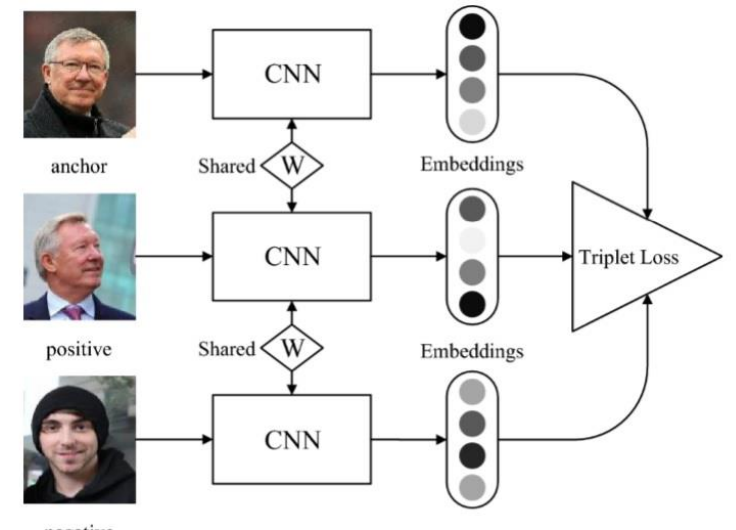 CNN
anchor
Shared
W
Embeddings
CNN
Triplet Loss
positive
Shared
W
Embeddings
CNN